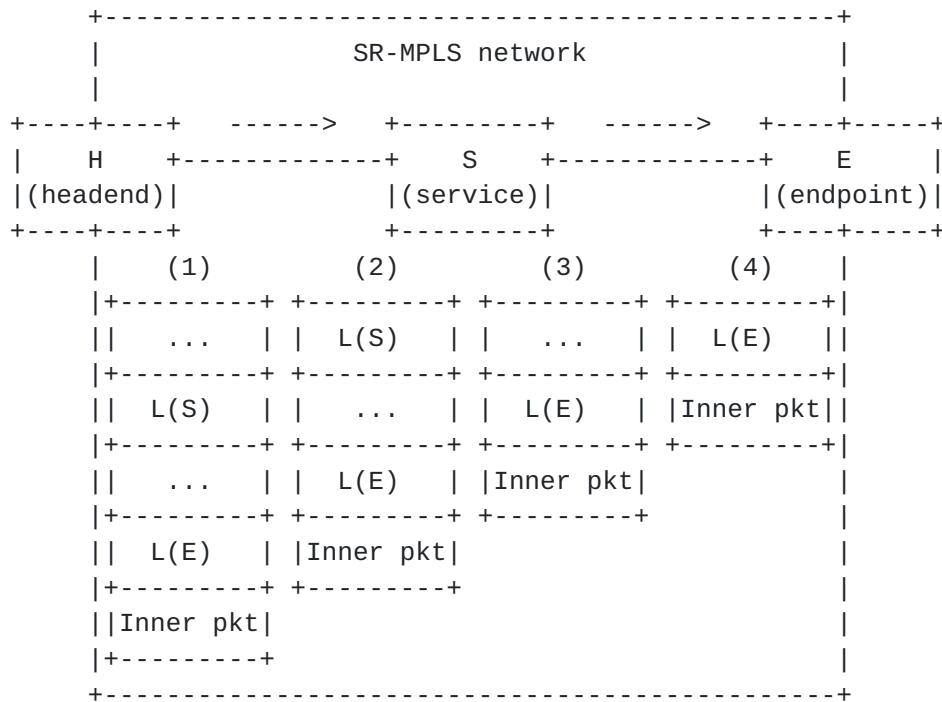 +-----------------------------------------------+
|                SR-MPLS network                |
|                                               |
+----+----+   ------>   +---------+   ------>   +----+-----+
|    H    +-------------+    S    +-------------+    E     |
|(headend)|             |(service)|             |(endpoint)|
+----+----+             +---------+             +----+-----+
|    (1)         (2)         (3)         (4)    |
|+---------+ +---------+ +---------+ +---------+|
||   ...   | |  L(S)   | |   ...   | |  L(E)   ||
|+---------+ +---------+ +---------+ +---------+|
||  L(S)   | |   ...   | |  L(E)   | |Inner pkt||
|+---------+ +---------+ +---------+ +---------+|
||   ...   | |  L(E)   | |Inner pkt|            |
|+---------+ +---------+ +---------+            |
||  L(E)   | |Inner pkt|                        |
|+---------+ +---------+                        |
||Inner pkt|                                    |
|+---------+                                    |
+-----------------------------------------------+